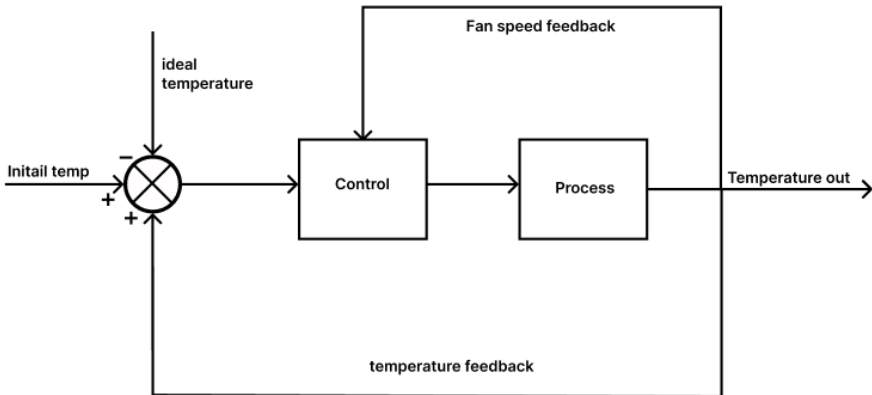 Fan speed feedback
ideal
temperature
−
Initail temp
+
+
Control
Process
Temperature out
temperature feedback